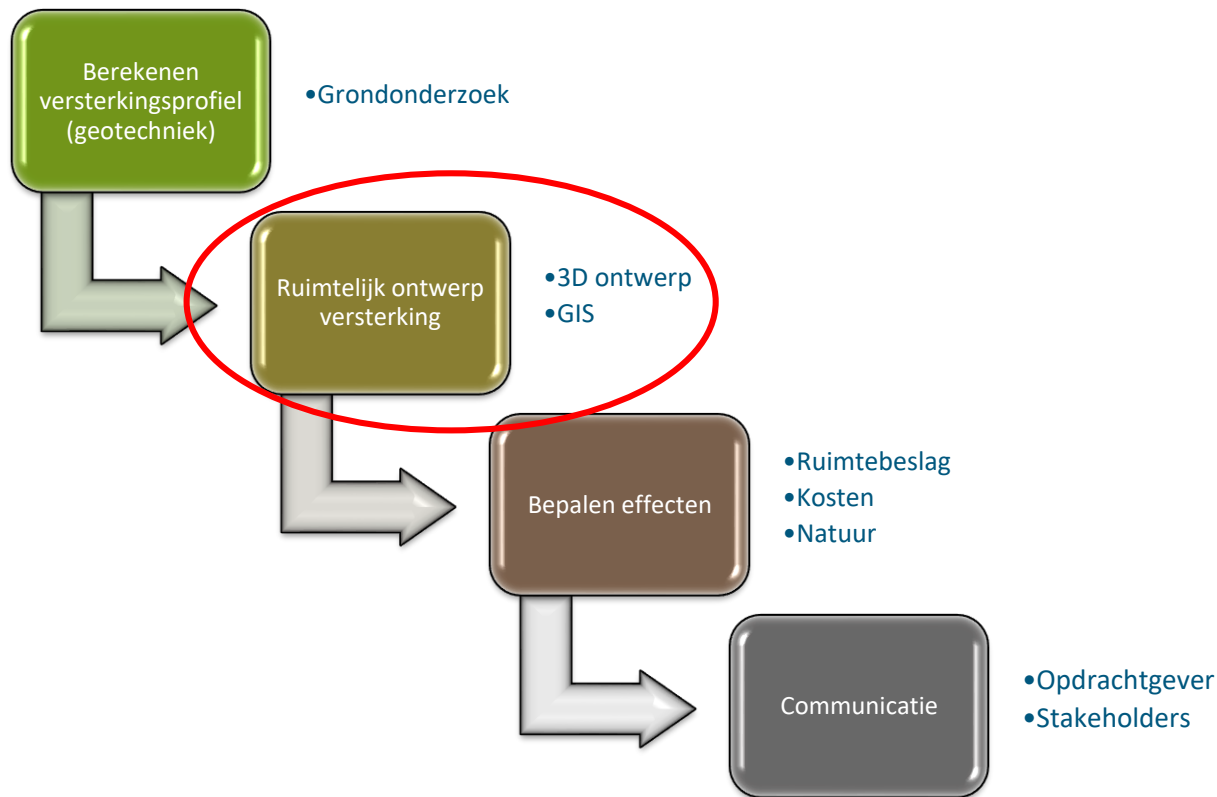 Berekenen
versterkingsprofiel
(geotechniek)
•Grondonderzoek
Ruimtelijk ontwerp
versterking
•3D ontwerp
•GIS
Bepalen effecten
•Ruimtebeslag
•Kosten
•Natuur
Communicatie
•Opdrachtgever
•Stakeholders